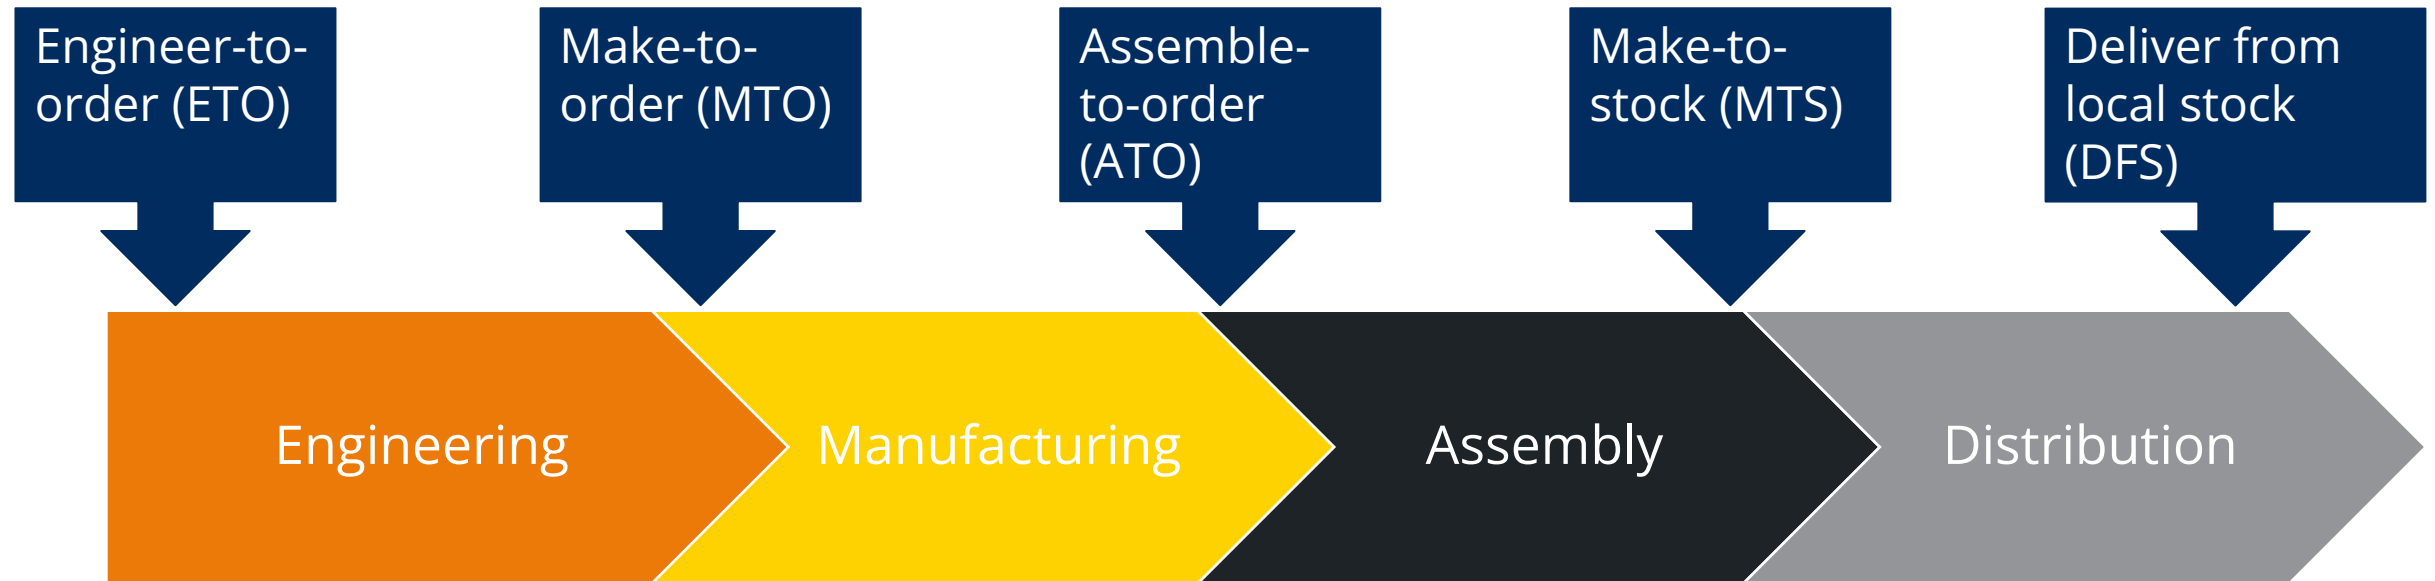 Engineer-to-
order (ETO)
Make-to-
order (MTO)
Assemble-
to-order
(ATO)
Make-to-
stock (MTS)
Deliver from
local stock
(DFS)
Engineering
Manufacturing
Assembly
Distribution